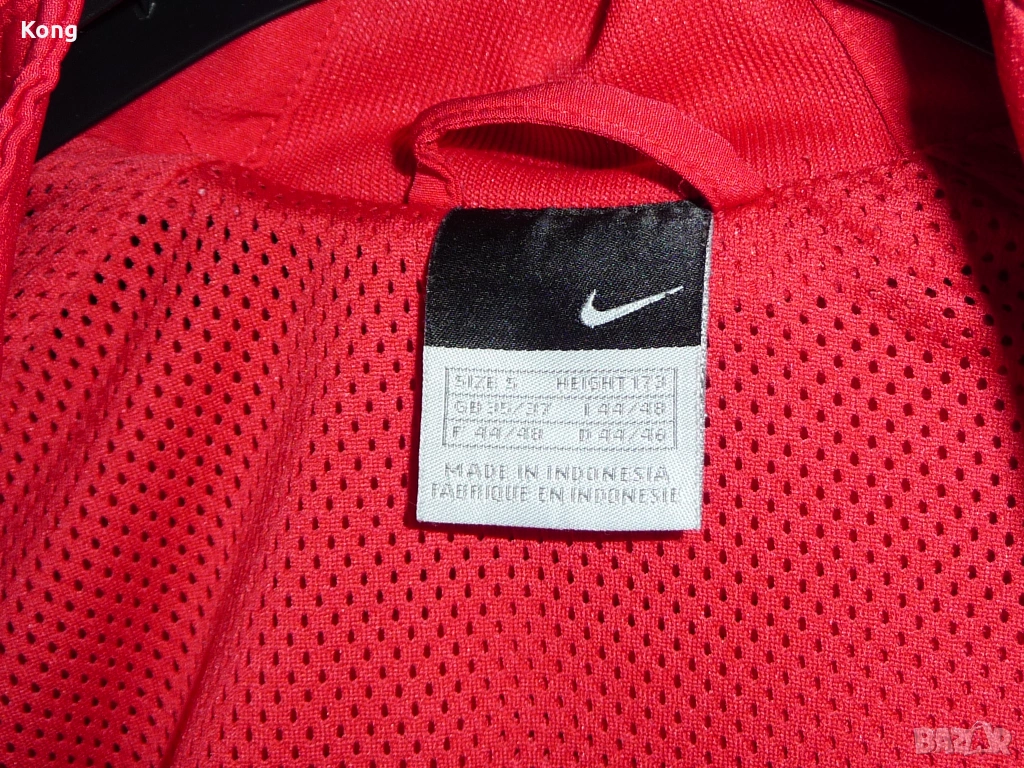 Kong
SIZE S HEIGHT 173
GB 35/37 I 44/48
F 44/48 D 44/46
MADE IN INDONESIA
FABRIQUE EN INDONESIE
BAZAR